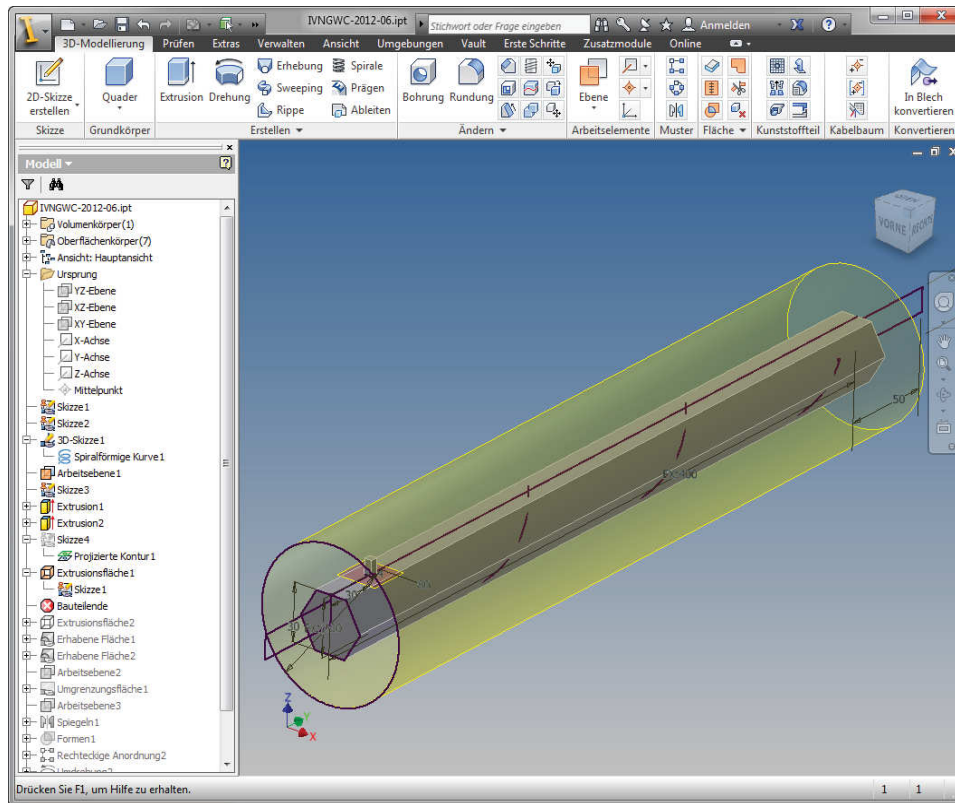 IVNGWC-2012-06.ipt
Stichwort oder Frage eingeben
Anmelden
3D-Modellierung Prüfen Extras Verwalten Ansicht Umgebungen Vault Erste Schritte Zusatzmodule Online
2D-Skizze erstellen
Quader
Extrusion Drehung
Erhebung Spirale
Sweeping Prägen
Rippe Ableiten
Bohrung Rundung
Ebene
In Blech konvertieren
Skizze Grundkörper Erstellen Ändern Arbeitselemente Muster Fläche Kunststoffteil Kabelbaum Konvertieren
Modell
IVNGWC-2012-06.ipt
Volumenkörper(1)
Oberflächenkörper(7)
Ansicht: Hauptansicht
Ursprung
YZ-Ebene
XZ-Ebene
XY-Ebene
X-Achse
Y-Achse
Z-Achse
Mittelpunkt
Skizze1
Skizze2
3D-Skizze1
Spiralförmige Kurve1
Arbeitsebene1
Skizze3
Extrusion1
Extrusion2
Skizze4
Projizierte Kontur1
Extrusionsfläche1
Skizze1
Bauteilende
Extrusionsfläche2
Erhabene Fläche1
Erhabene Fläche2
Arbeitsebene2
Umgrenzungsfläche1
Arbeitsebene3
Spiegeln1
Formen1
Rechteckige Anordnung2
VORNE RECHTS
50
30
30
Z
Y
X
Drücken Sie F1, um Hilfe zu erhalten.
1 1